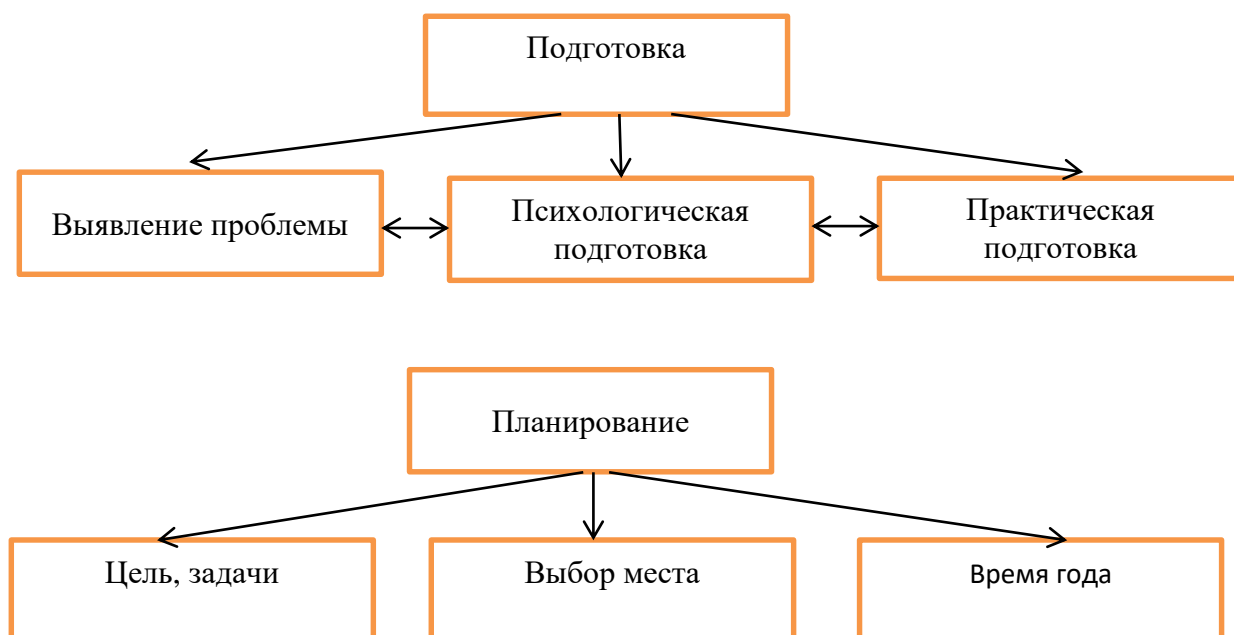 Подготовка
Выявление проблемы
Психологическая
подготовка
Практическая
подготовка
Планирование
Цель, задачи
Выбор места
Время года